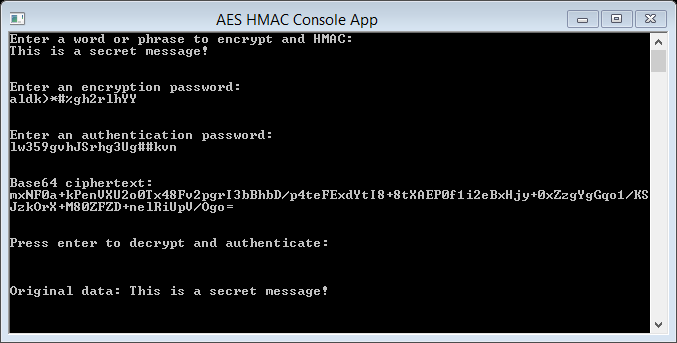 AES HMAC Console App
Enter a word or phrase to encrypt and HMAC:
This is a secret message!
Enter an encryption password:
aldk>*#%gh2rlhYY
Enter an authentication password:
lw359gvhJSrhg3Ug##kvn
Base64 ciphertext:
mxNF0a+kPenVXU2o0Tx48Fv2pgrI3bBhbD/p4teFExdYtI8+8tXAEP0f1i2eBxHjy+0xZzgYgGqo1/KS
JzkOrX+M80ZFZD+nelRiUpV/Ogo=
Press enter to decrypt and authenticate:
Original data: This is a secret message!